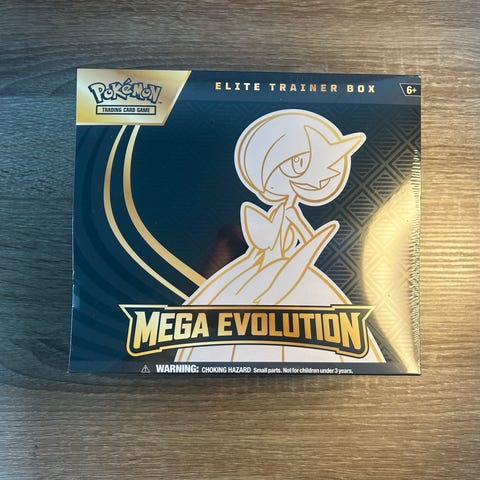 POKéMON
TRADING CARD GAME
ELITE TRAINER BOX
6+
MEGA EVOLUTION
WARNING: CHOKING HAZARD Small parts. Not for children under 3 years.